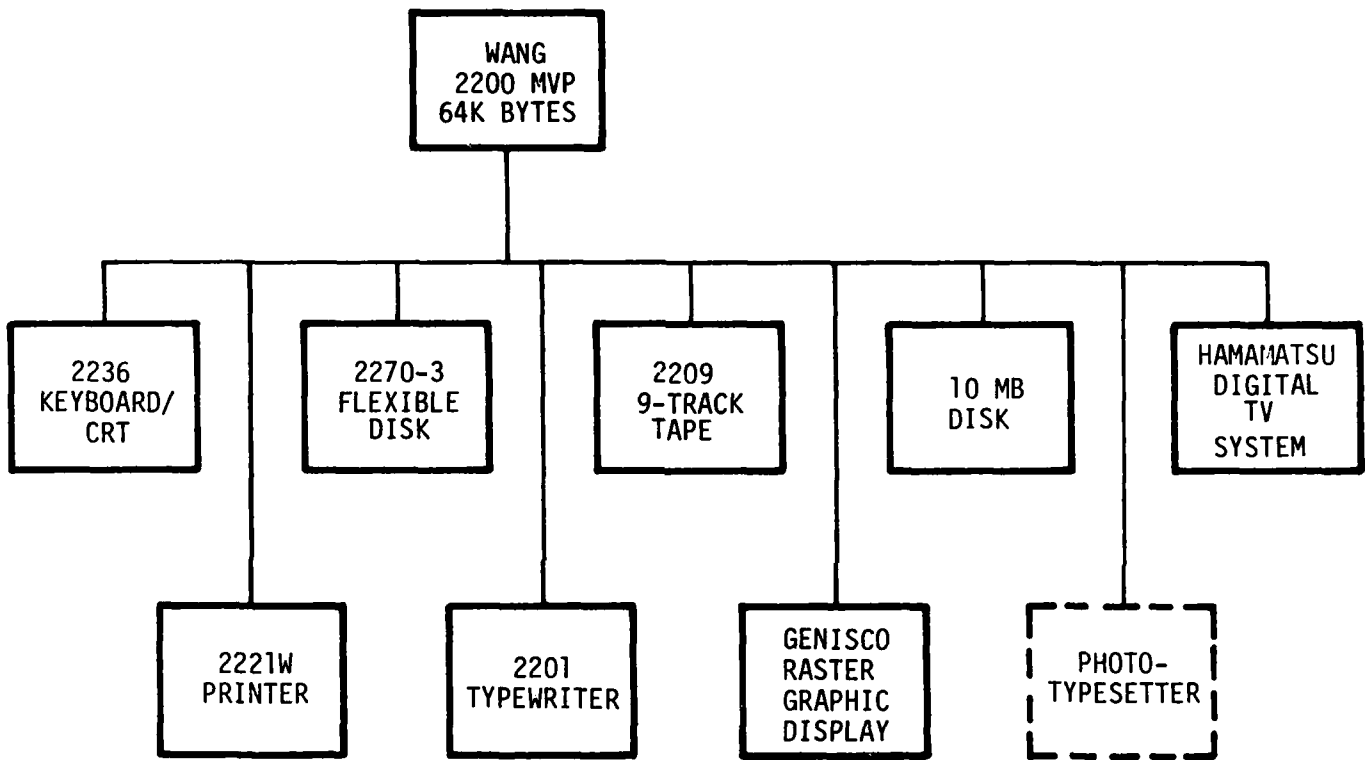 WANG
2200 MVP
64K BYTES
2236
KEYBOARD/
CRT
2270-3
FLEXIBLE
DISK
2209
9-TRACK
TAPE
10 MB
DISK
HAMAMATSU
DIGITAL
TV
SYSTEM
2221W
PRINTER
2201
TYPEWRITER
GENISCO
RASTER
GRAPHIC
DISPLAY
PHOTO-
TYPESETTER